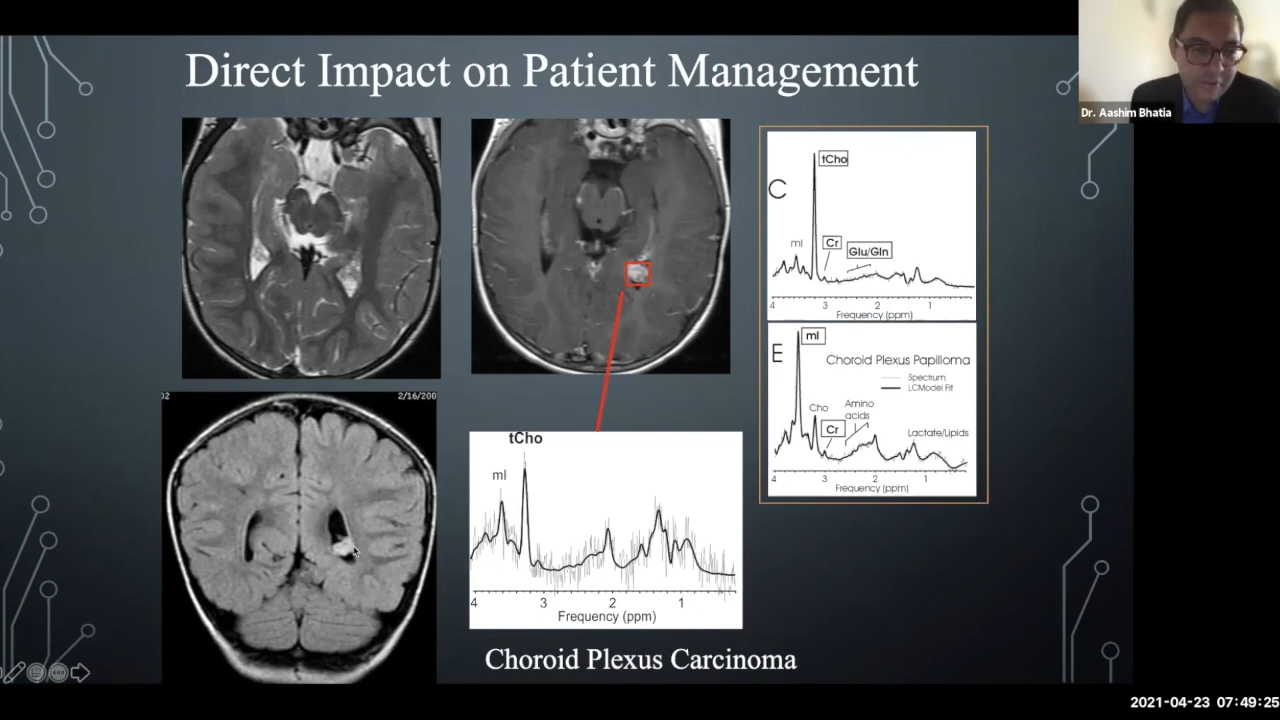 Direct Impact on Patient Management
Dr. Aashim Bhatia
tCho
C
mI
Cr
Glu/Gln
4 3 2 1
Frequency (ppm)
mI
E
Choroid Plexus Papilloma
Spectrum
LCModel Fit
Cho
Amino
acids
Cr
Lactate/Lipids
4 3 2 1
Frequency (ppm)
02
2/16/200
tCho
mI
4 3 2 1
Frequency (ppm)
Choroid Plexus Carcinoma
2021-04-23 07:49:25